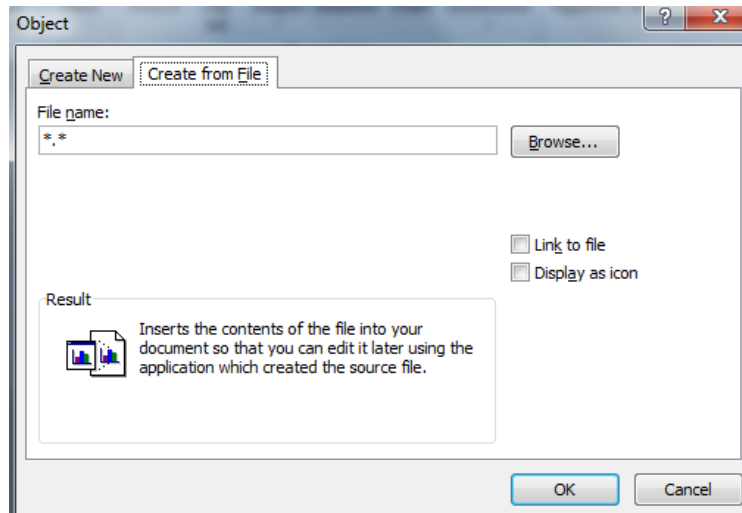 Object
?
X
Create New
Create from File
File name:
*.*
Browse...
Link to file
Display as icon
Result
Inserts the contents of the file into your
document so that you can edit it later using the
application which created the source file.
OK
Cancel